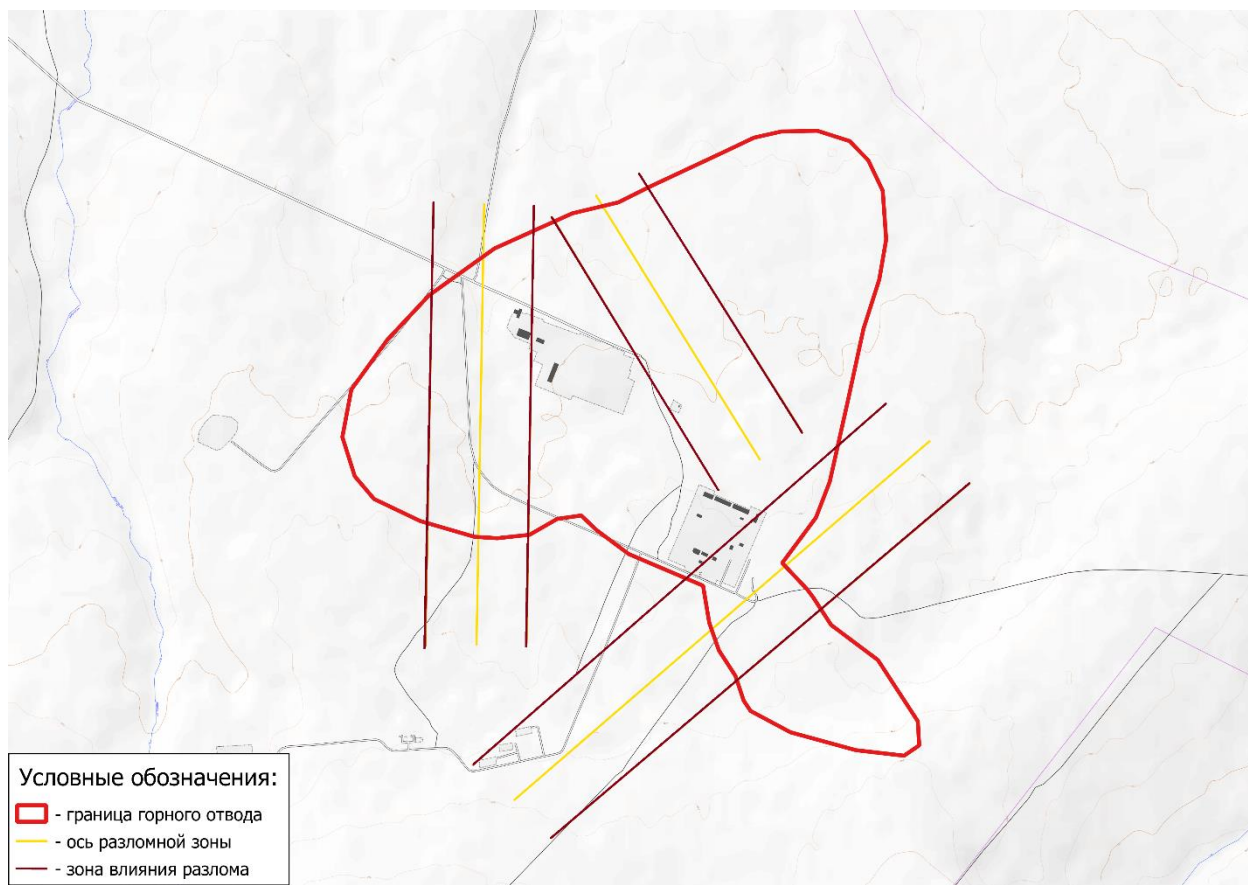 Условные обозначения:
- граница горного отвода
- ось разломной зоны
- зона влияния разлома